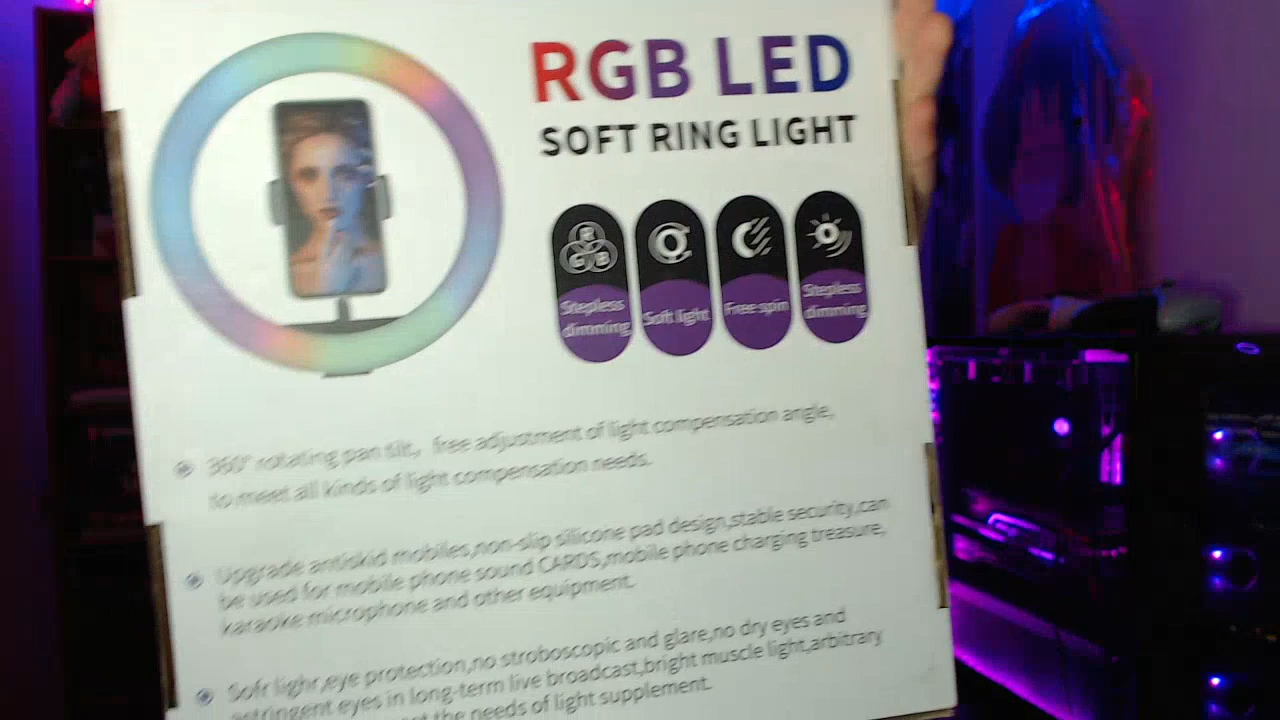 RGB LED
SOFT RING LIGHT
R
G B
Stepless
dimming
Soft light
Free spin
Stepless
dimming
360° rotating pan tilt, free adjustment of light compensation angle,
to meet all kinds of light compensation needs.
Upgrade antiskid mobiles,non-slip silicone pad design,stable security,can
be used for mobile phone sound CARDS,mobile phone charging treasure,
karaoke microphone and other equipment.
Sofr lighr,eye protection,no stroboscopic and glare,no dry eyes and
astringent eyes in long-term live broadcast,bright muscle light,arbitrary
the needs of light supplement.